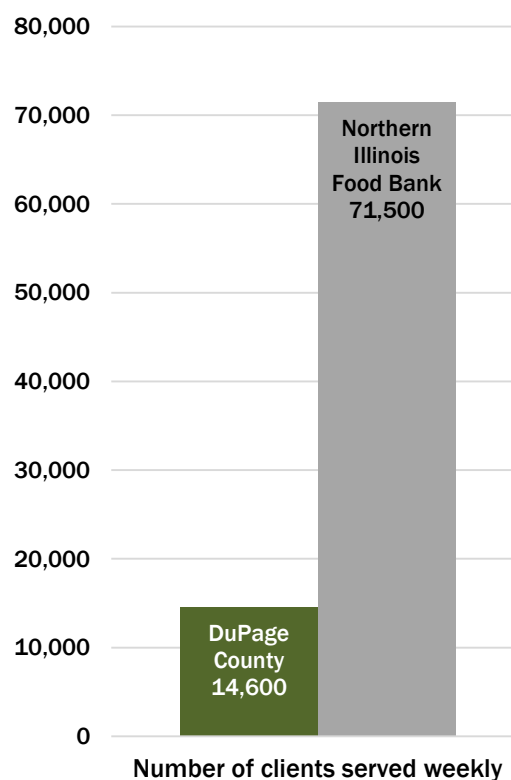 80,000
70,000
60,000
50,000
40,000
30,000
20,000
10,000
0
Northern
Illinois
Food Bank
71,500
DuPage
County
14,600
Number of clients served weekly